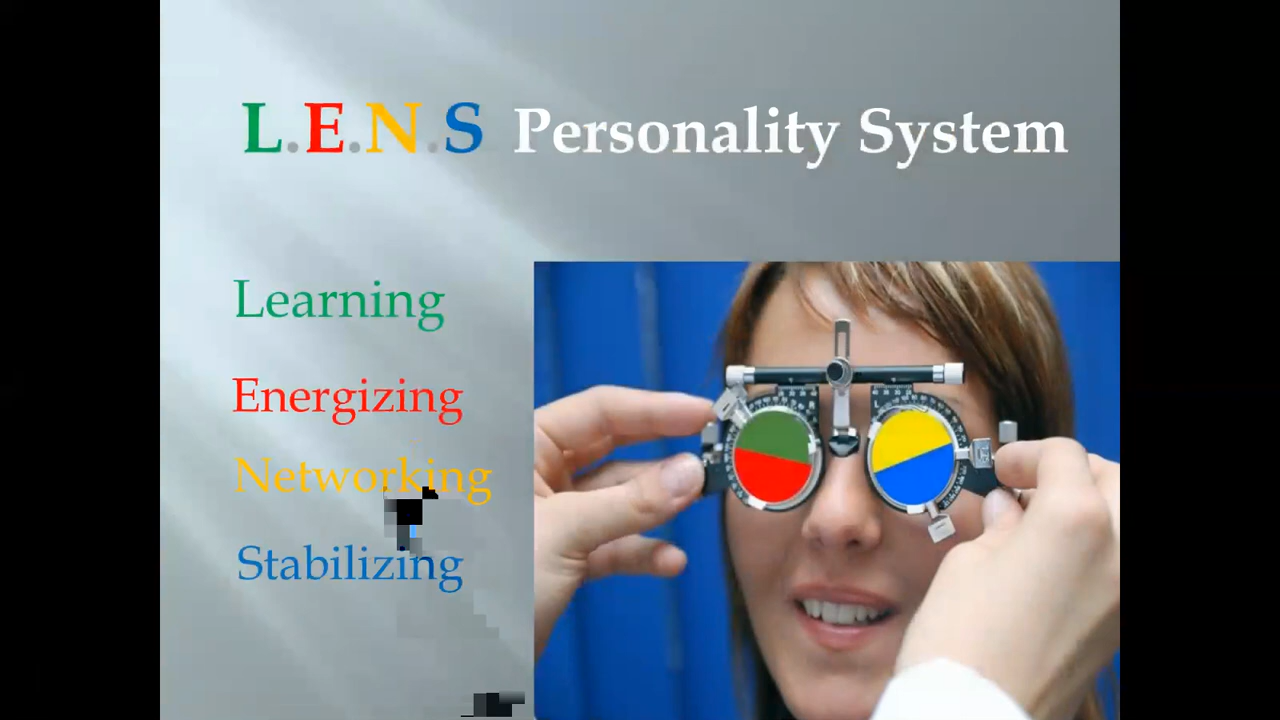 L.E.N.S Personality System
Learning
Energizing
Networking
Stabilizing